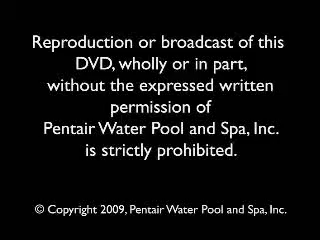 Reproduction or broadcast of this
DVD, wholly or in part,
without the expressed written
permission of
Pentair Water Pool and Spa, Inc.
is strictly prohibited.
© Copyright 2009, Pentair Water Pool and Spa, Inc.